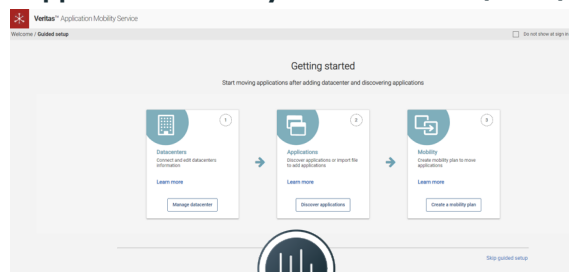 Veritas™ Application Mobility Service
Welcome / Guided setup
Do not show at sign in
Getting started
Start moving applications after adding datacenter and discovering applications
1
Datacenters
Connect and edit datacenters
information
Learn more
Manage datacenter
2
Applications
Discover applications or import file
to add applications
Learn more
Discover applications
3
Mobility
Create mobility plan to move
applications
Learn more
Create a mobility plan
Skip guided setup